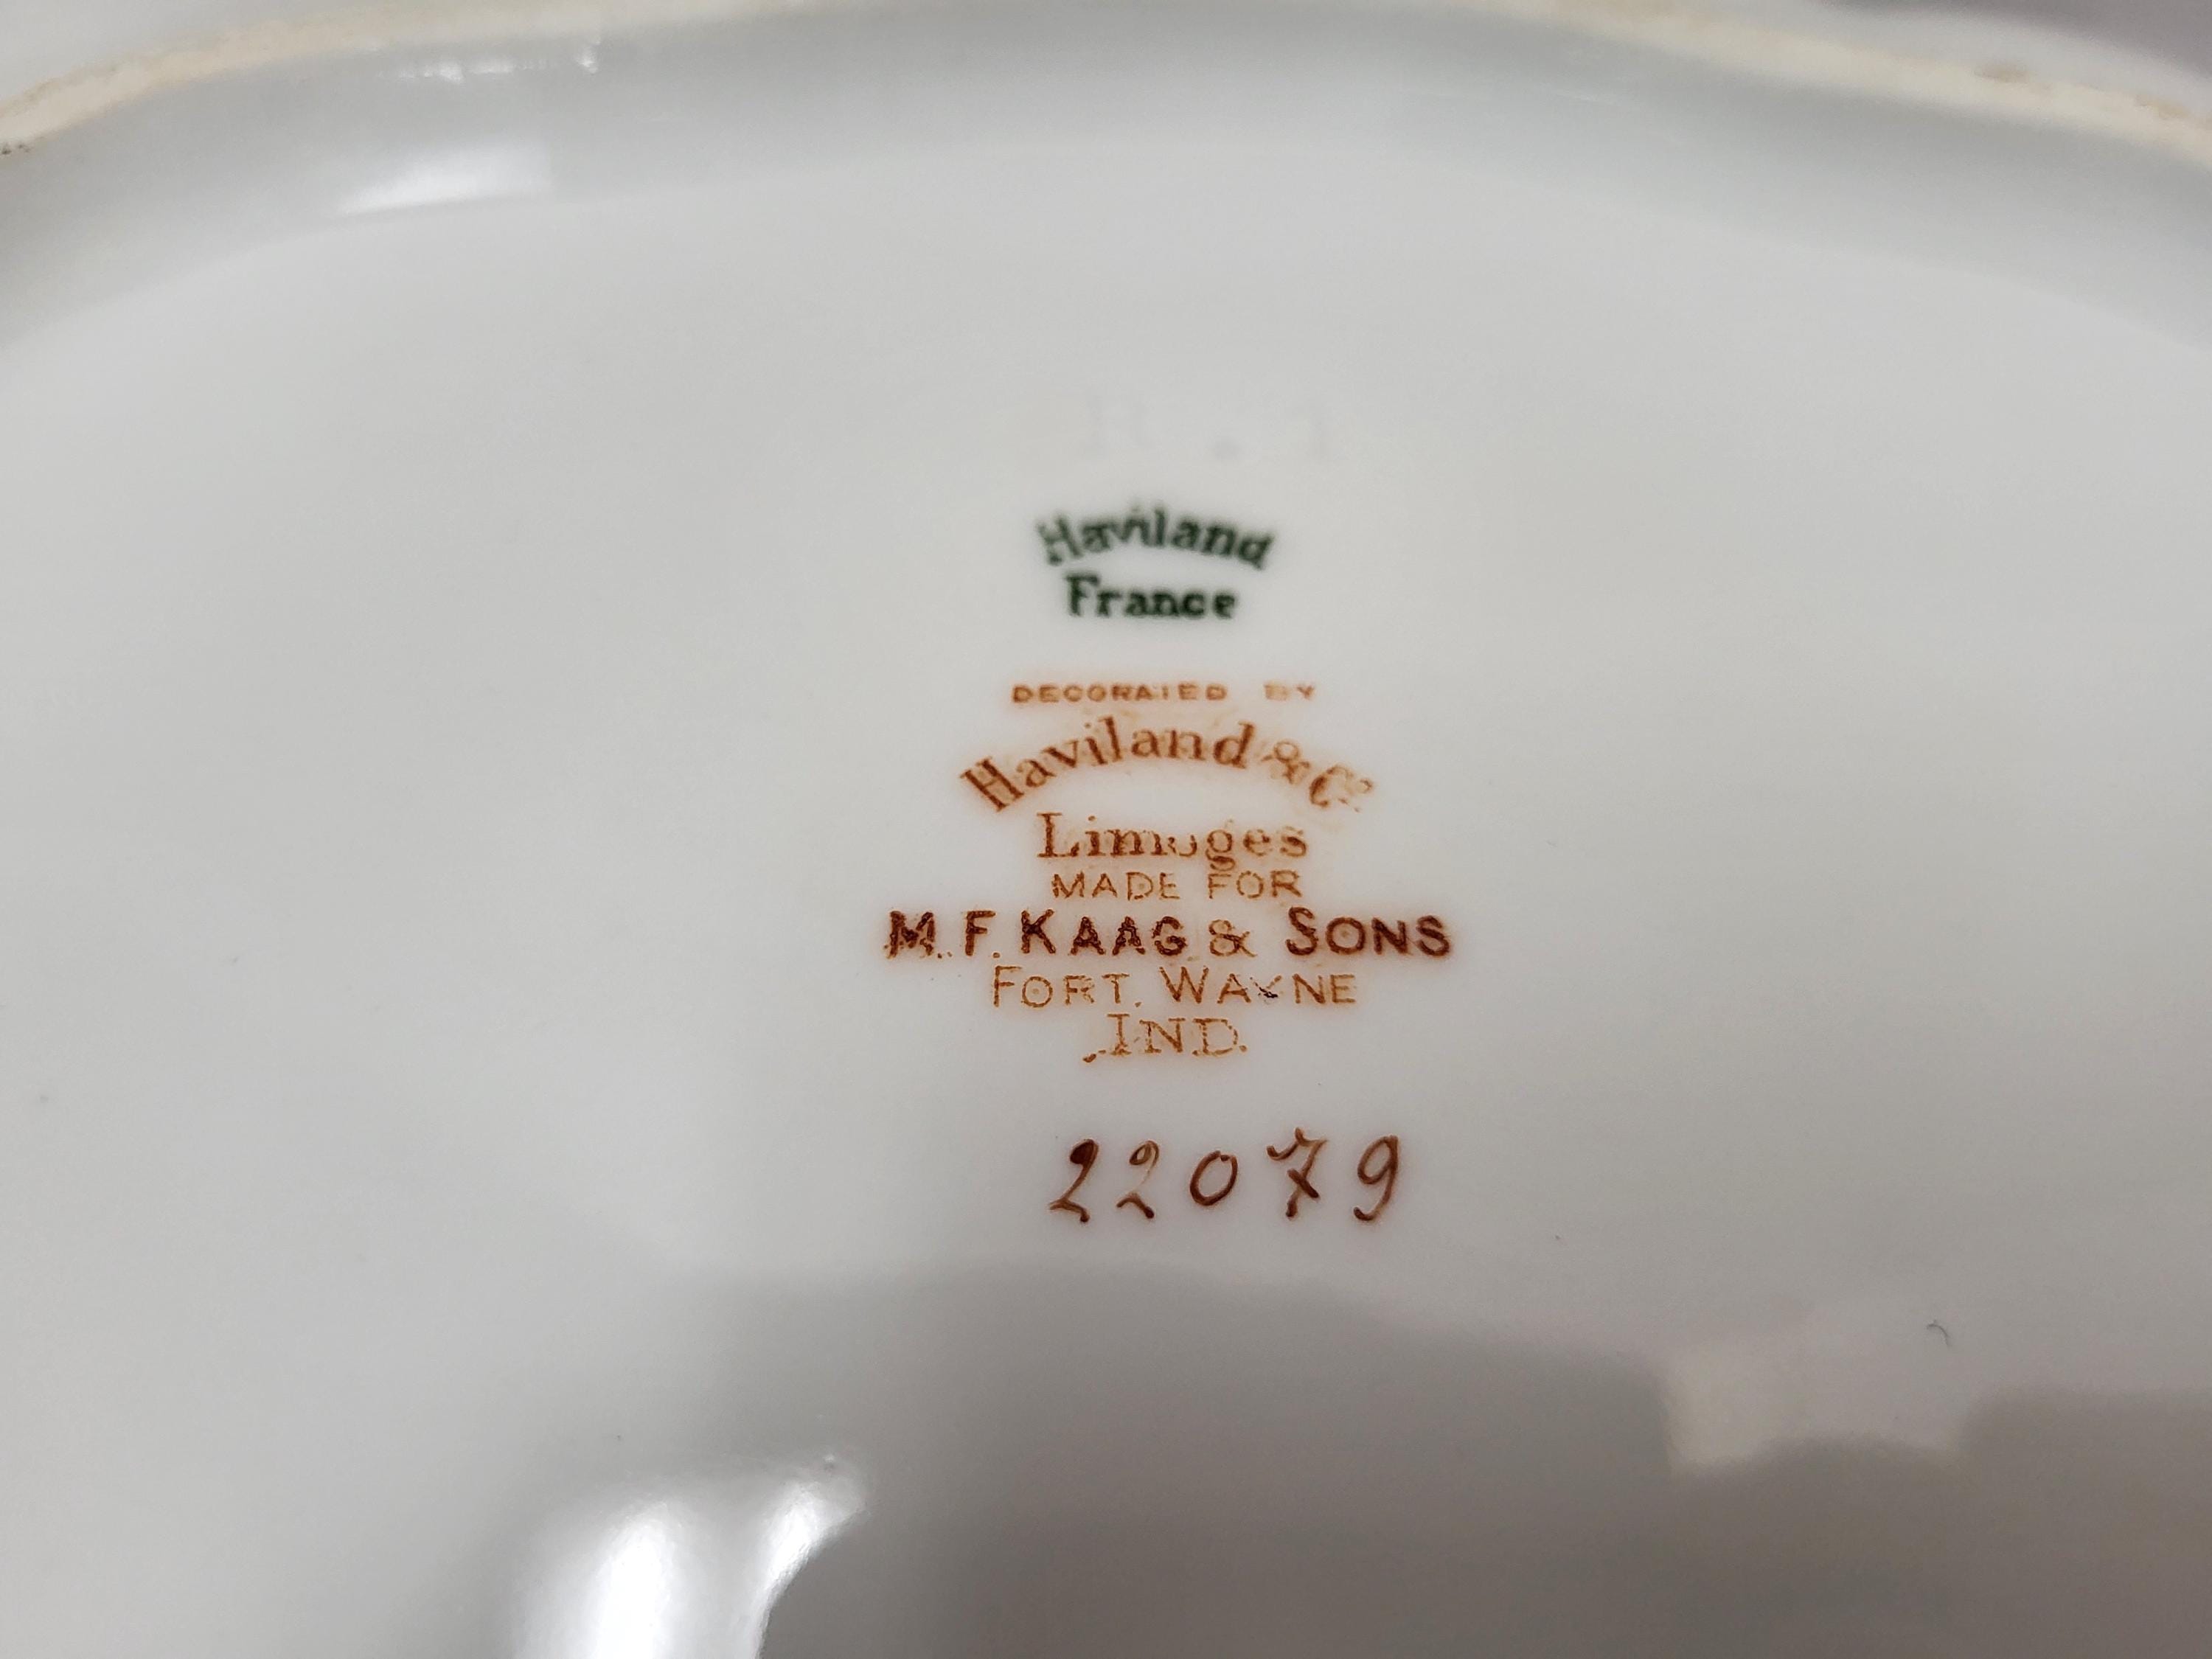 Haviland
France
DECORATED BY
Haviland & Co
Limoges
MADE FOR
M. F. KAAG & SONS
FORT. WAYNE
IND.
22079